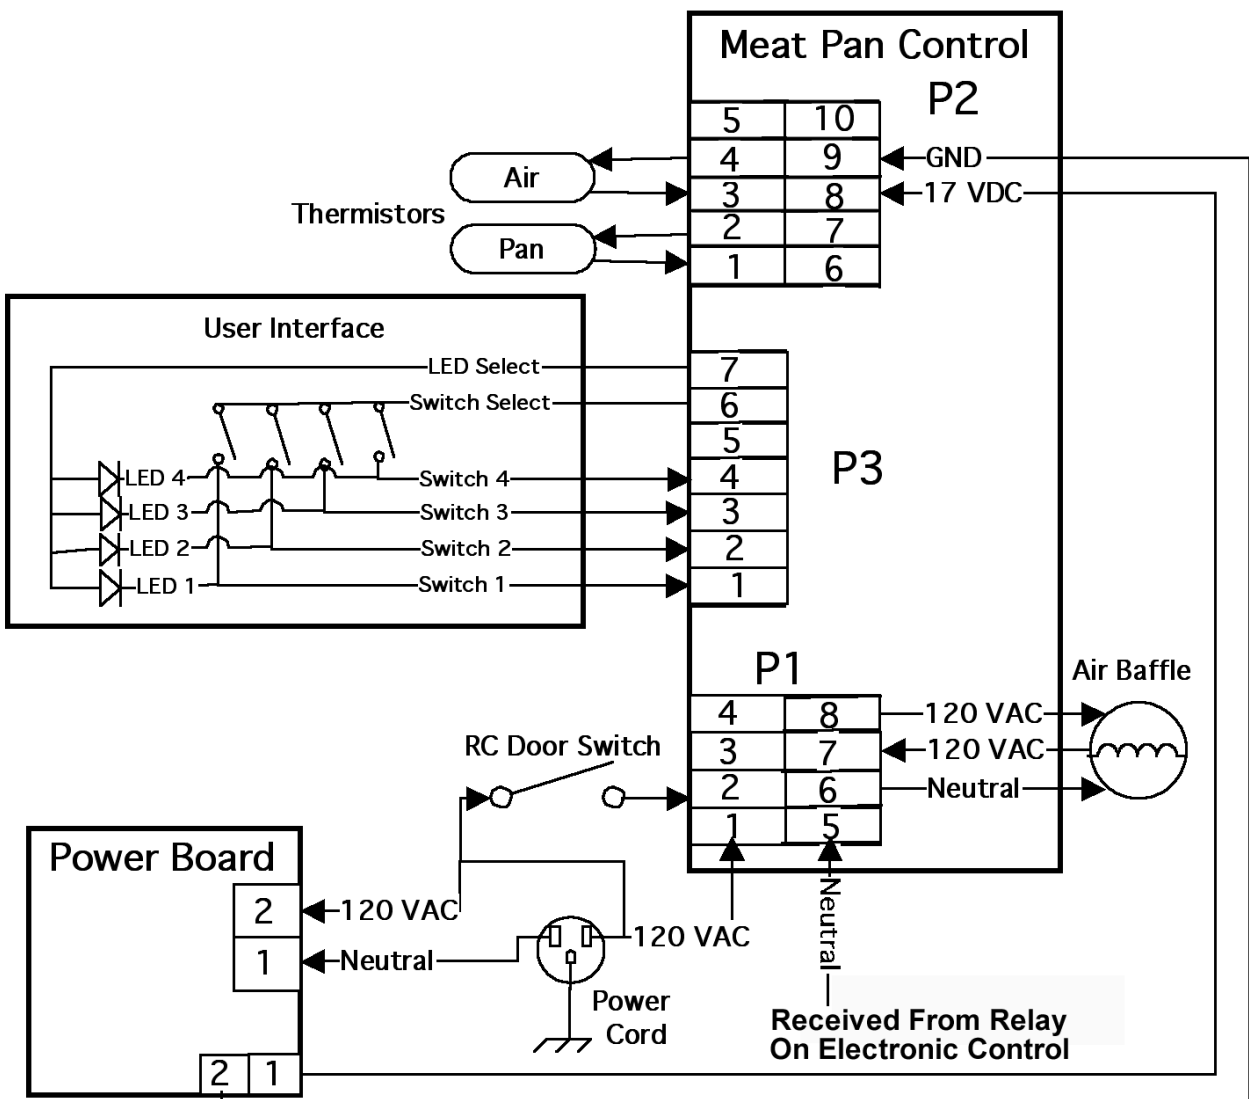 Meat Pan Control
P2
5 10
4 9 GND
Air
3 8 17 VDC
Thermistors
2 7
Pan
1 6
User Interface
LED Select 7
Switch Select 6
5
P3
LED 4 Switch 4 4
LED 3 Switch 3 3
LED 2 Switch 2 2
LED 1 Switch 1 1
P1
Air Baffle
4 8 120 VAC
RC Door Switch
3 7 120 VAC
2 6 Neutral
1 5
Power Board
2 120 VAC
Neutral
120 VAC
1 Neutral
Power
Cord
Received From Relay
On Electronic Control
2 1